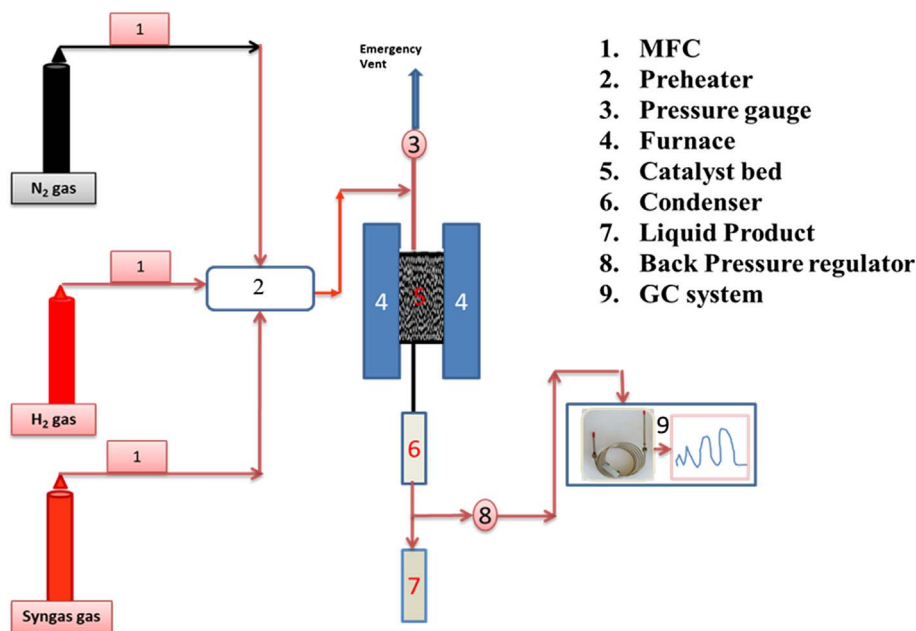 1
N₂ gas
1
H₂ gas
1
Syngas gas
2
Emergency
Vent
3
4
5
4
6
7
8
9
1. MFC
2. Preheater
3. Pressure gauge
4. Furnace
5. Catalyst bed
6. Condenser
7. Liquid Product
8. Back Pressure regulator
9. GC system